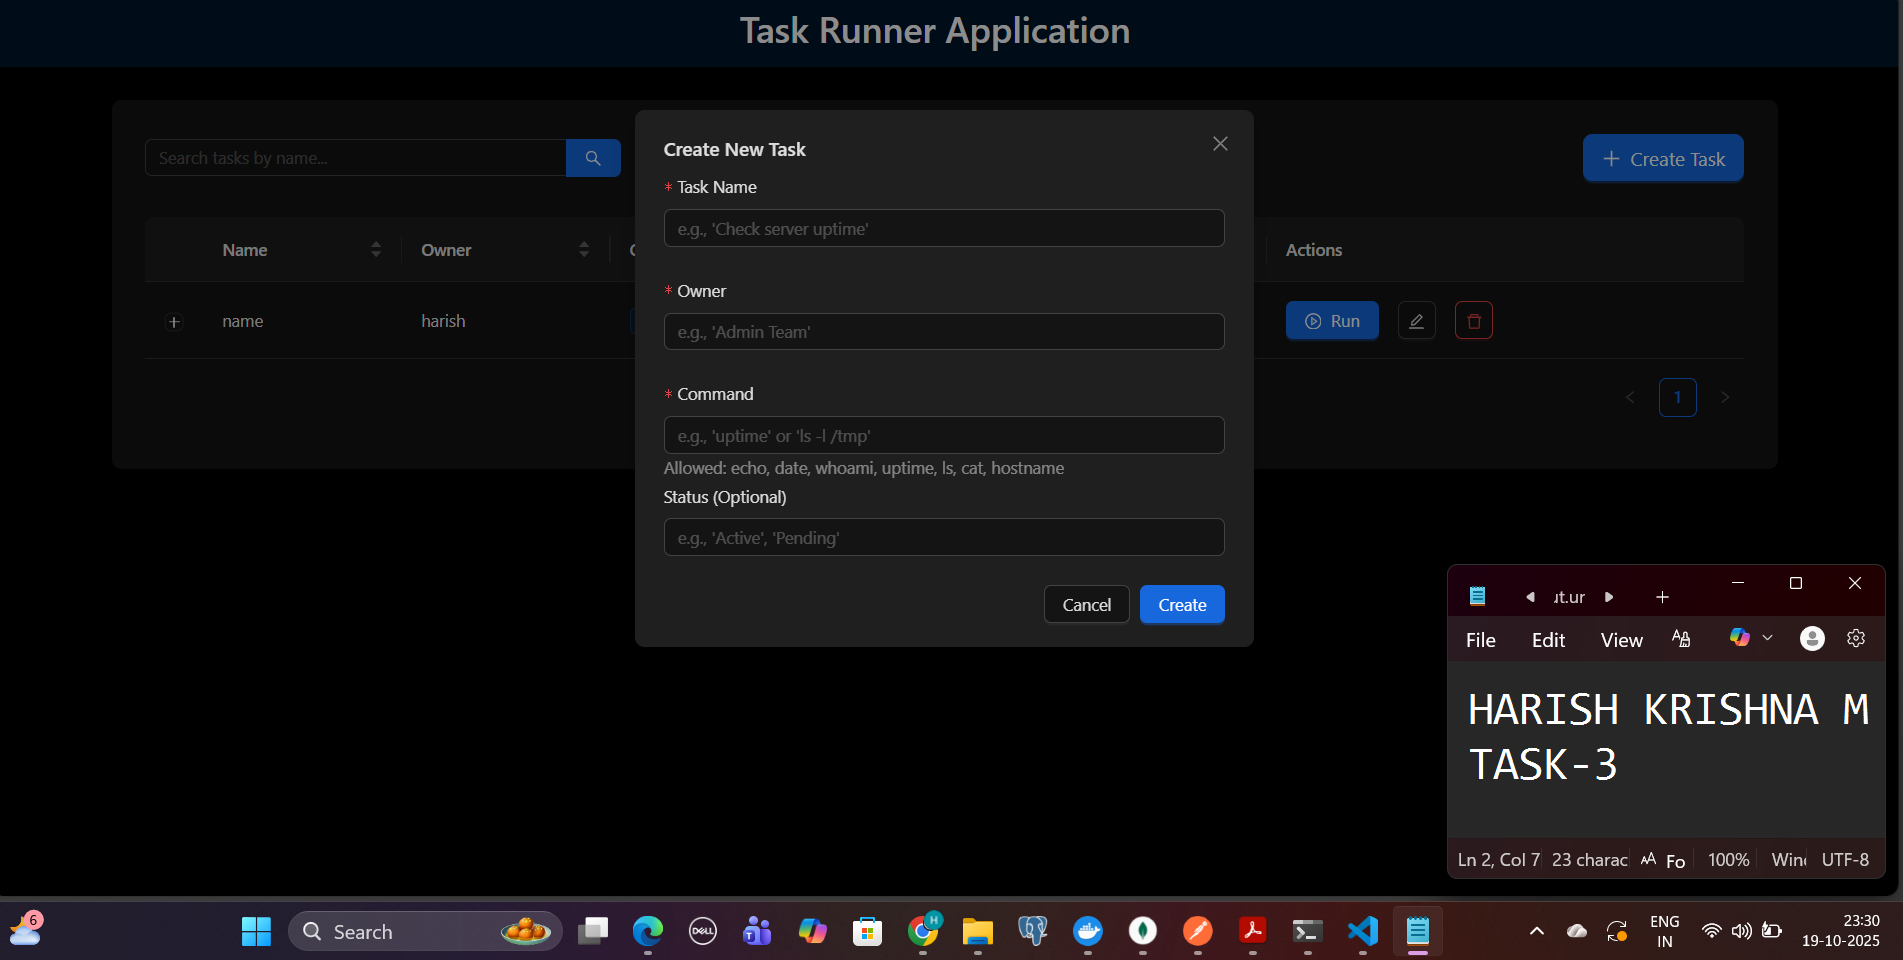 Task Runner Application
Search tasks by name...
Create Task
Name
Owner
Actions
name
harish
Run
1
Create New Task
* Task Name
e.g., 'Check server uptime'
* Owner
e.g., 'Admin Team'
* Command
e.g., 'uptime' or 'ls -l /tmp'
Allowed: echo, date, whoami, uptime, ls, cat, hostname
Status (Optional)
e.g., 'Active', 'Pending'
Cancel
Create
ut.ur
File
Edit
View
HARISH KRISHNA M
TASK-3
Ln 2, Col 7
23 charac
Fo
100%
Win
UTF-8
6
Search
DELL
H
ENG
IN
23:30
19-10-2025